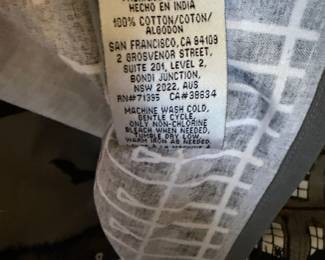 HECHO EN INDIA
100% COTTON/COTON/
ALGODON
SAN FRANCISCO, CA 94109
2 GROSVENOR STREET,
SUITE 201, LEVEL 2,
BONDI JUNCTION,
NSW 2022, AUS
RN#71395 CA#38634
MACHINE WASH COLD,
GENTLE CYCLE,
ONLY NON-CHLORINE
BLEACH WHEN NEEDED,
TUMBLE DRY LOW,
WARM IRON AS NEEDED.